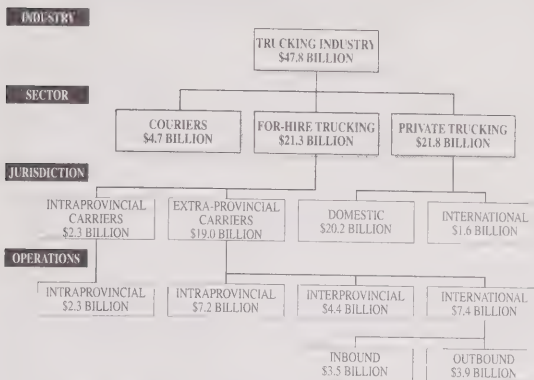 INDUSTRY
TRUCKING INDUSTRY
$47.8 BILLION
SECTOR
COURIERS
$4.7 BILLION
FOR-HIRE TRUCKING
$21.3 BILLION
PRIVATE TRUCKING
$21.8 BILLION
JURISDICTION
INTRAPROVINCIAL
CARRIERS
$2.3 BILLION
EXTRA-PROVINCIAL
CARRIERS
$19.0 BILLION
DOMESTIC
$20.2 BILLION
INTERNATIONAL
$1.6 BILLION
OPERATIONS
INTRAPROVINCIAL
$2.3 BILLION
INTRAPROVINCIAL
$7.2 BILLION
INTERPROVINCIAL
$4.4 BILLION
INTERNATIONAL
$7.4 BILLION
INBOUND
$3.5 BILLION
OUTBOUND
$3.9 BILLION